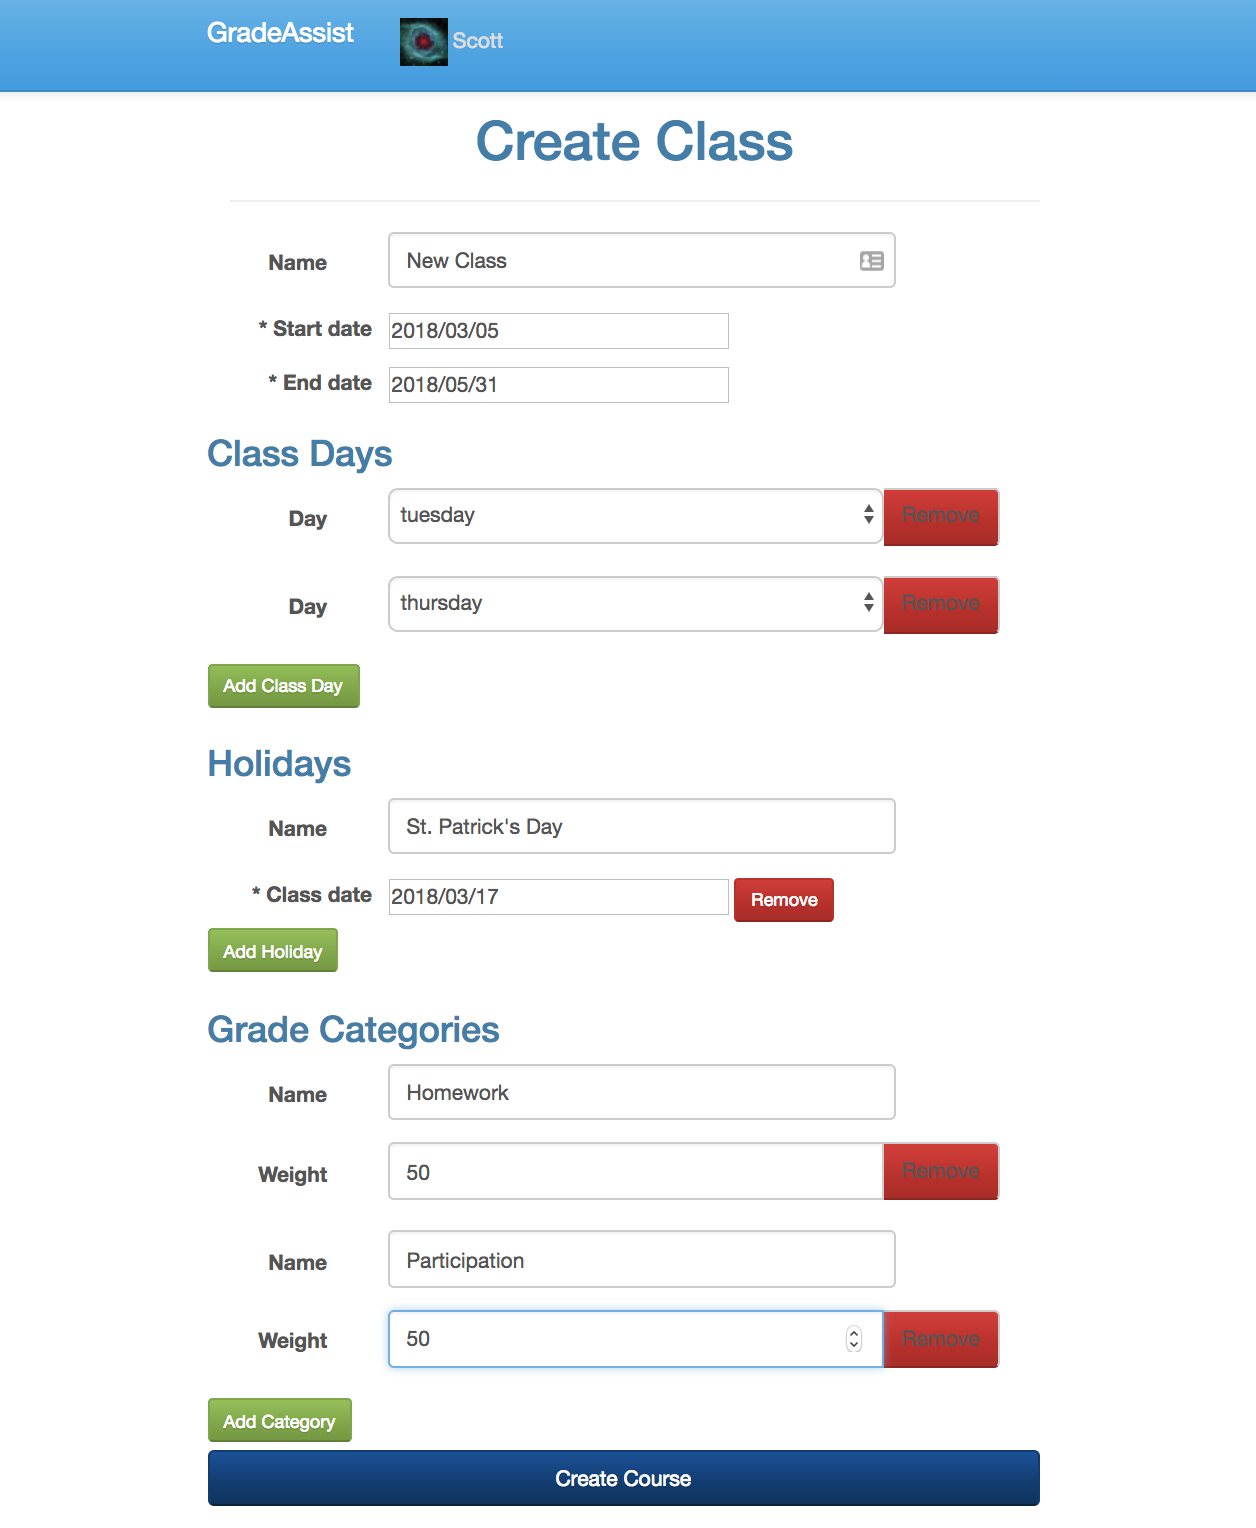 GradeAssist Scott
Create Class
Name New Class
* Start date 2018/03/05
* End date 2018/05/31
Class Days
Day tuesday Remove
Day thursday Remove
Add Class Day
Holidays
Name St. Patrick's Day
* Class date 2018/03/17 Remove
Add Holiday
Grade Categories
Name Homework
Weight 50 Remove
Name Participation
Weight 50 Remove
Add Category
Create Course